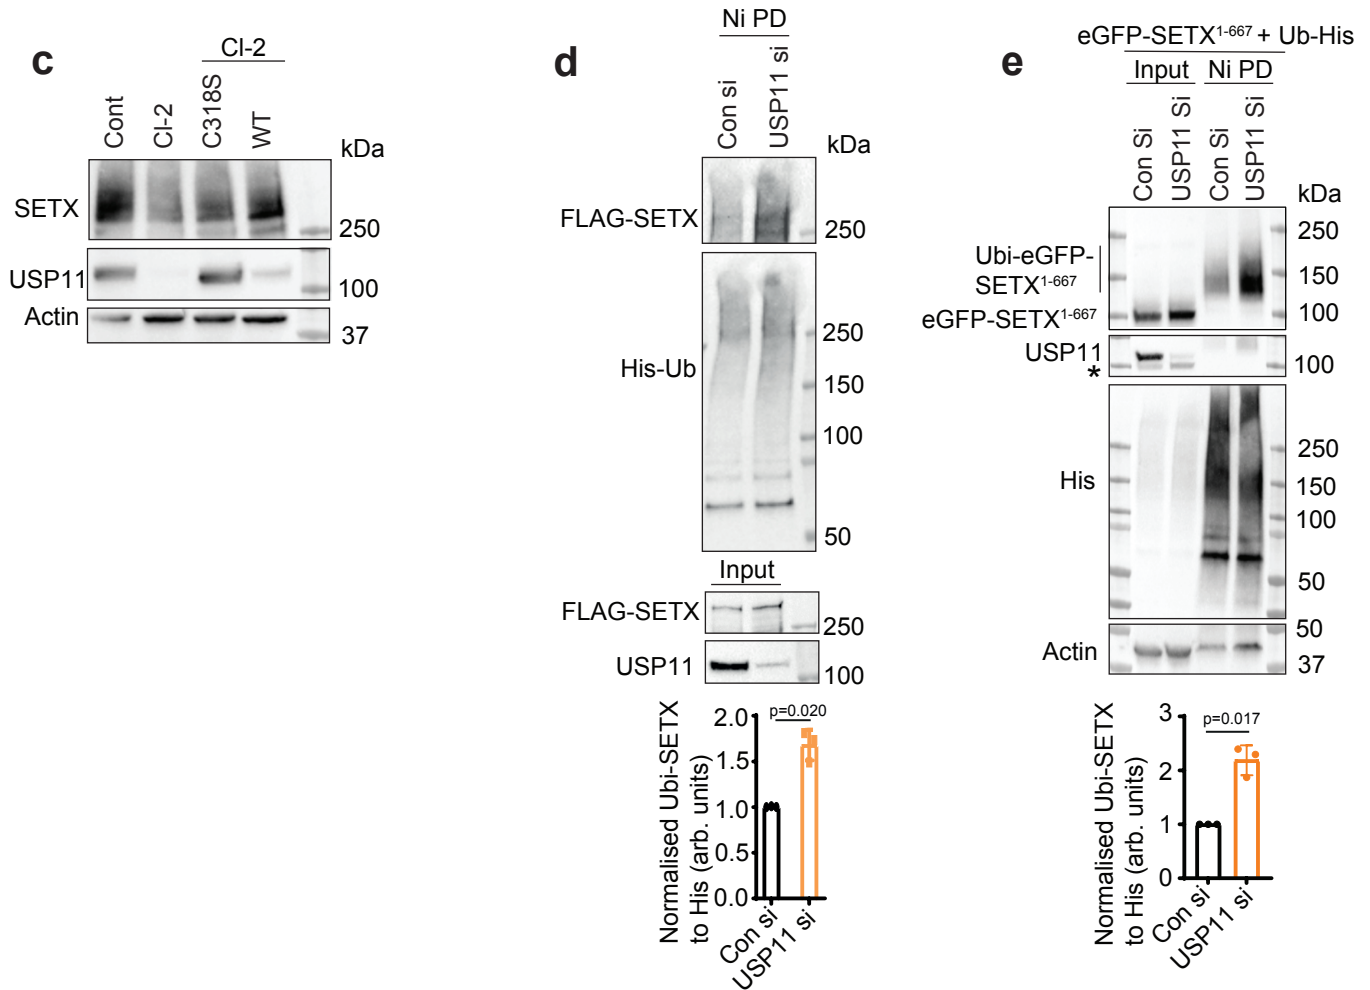 c
Cl-2
Cont
Cl-2
C318S
WT
kDa
SETX
250
USP11
100
Actin
37
d
Ni PD
Con si
USP11 si
kDa
FLAG-SETX
250
His-Ub
250
150
100
50
Input
FLAG-SETX
250
USP11
100
Normalised Ubi-SETX
to His (arb. units)
2.0
1.5
1.0
0.5
0.0
p=0.020
Con si
USP11 si
e
eGFP-SETX1-667 + Ub-His
Input
Ni PD
Con Si
USP11 Si
Con Si
USP11 Si
kDa
Ubi-eGFP-
SETX1-667
eGFP-SETX1-667
250
150
100
USP11
*
100
His
250
150
100
50
Actin
50
37
Normalised Ubi-SETX
to His (arb. units)
3
2
1
0
p=0.017
Con si
USP11 si